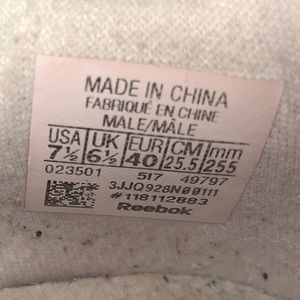 MADE IN CHINA
FABRIQUÉ EN CHINE
MALE/MÂLE
USA UK EUR CM mm
7½ 6½ 40 25.5 255
023501 517 49797
3JJQ928N00111
#118112883
Reebok